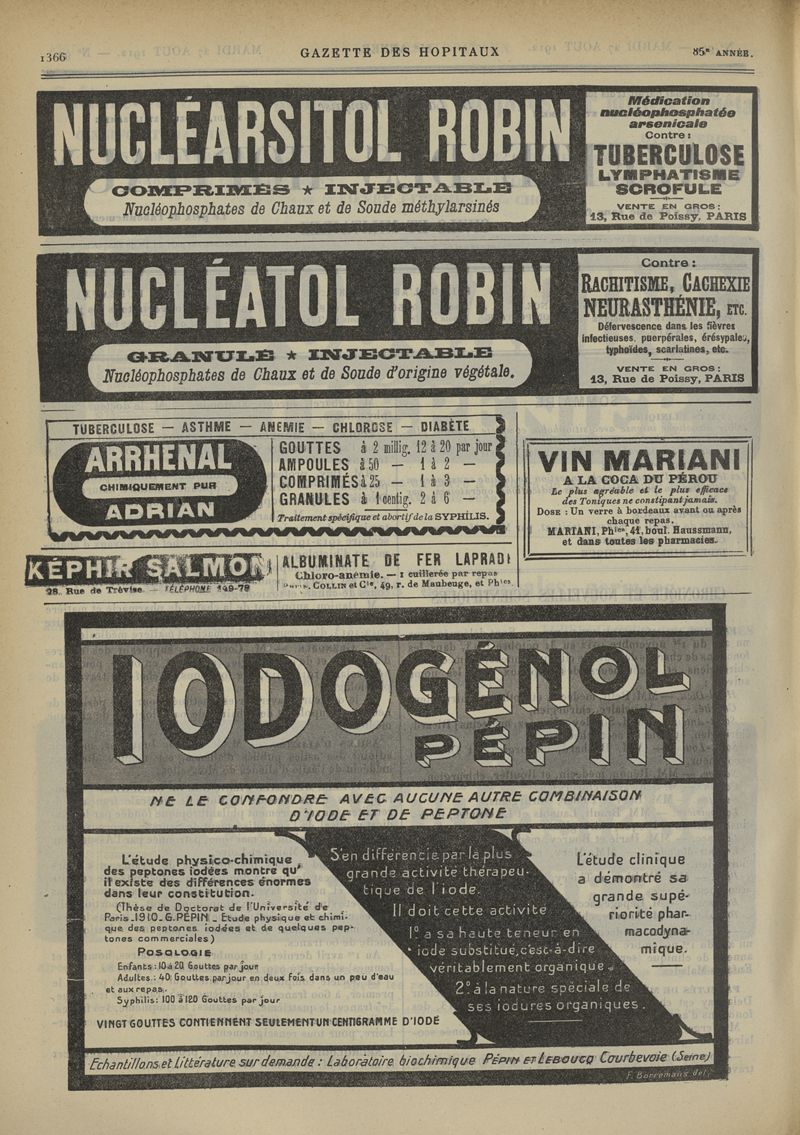 1366
GAZETTE DES HOPITAUX
85e ANNÉE.
NUCLÉARSITOL ROBIN
COMPRIMÉS ★ INJECTABLE
Nucléophosphates de Chaux et de Soude méthylarsinés
Médication
nucléophosphatée
arsenicale
Contre :
TUBERCULOSE
LYMPHATISME
SCROFULE
VENTE EN GROS :
13, Rue de Poissy, PARIS
NUCLÉATOL ROBIN
GRANULÉ ★ INJECTABLE
Nucléophosphates de Chaux et de Soude d'origine végétale.
Contre :
RACHITISME, CACHEXIE
NEURASTHÉNIE, ETC.
Défervescence dans les fièvres
infectieuses, puerpérales, érésypales,
typhoïdes, scarlatines, etc.
VENTE EN GROS :
13, Rue de Poissy, PARIS
TUBERCULOSE — ASTHME — ANEMIE — CHLOROSE — DIABÈTE
ARRHENAL
CHIMIQUEMENT PUR
ADRIAN
GOUTTES à 2 millig. 12 à 20 par jour
AMPOULES à 50 — 1 à 2 —
COMPRIMÉS à 25 — 1 à 3 —
GRANULES à 1 centig. 2 à 6 —
Traitement spécifique et abortif de la SYPHILIS.
VIN MARIANI
A LA COCA DU PÉROU
Le plus agréable et le plus efficace
des Toniques ne constipant jamais.
DOSE : Un verre à bordeaux avant ou après
chaque repas.
MARIANI, Phien, 41, boul. Haussmann,
et dans toutes les pharmacies.
KÉPHIR SALMON
28, Rue de Trévise. — TÉLÉPHONE 149-78
ALBUMINATE DE FER LAPRADE
Chloro-anémie. — 1 cuillerée par repas
COLLIN et Cie, 49, r. de Maubeuge, et Phies
IODOGÉNOL
PÉPIN
NE LE CONFONDRE AVEC AUCUNE AUTRE COMBINAISON
D'IODE ET DE PEPTONE
L'étude physico-chimique
des peptones iodées montre qu'
il existe des différences énormes
dans leur constitution.
(Thèse de Doctorat de l'Université de
Paris_1910_G.PÉPIN_ Etude physique et chimi-
que des peptones iodées et de quelques pep-
tones commerciales)
POSOLOGIE
Enfants : 10 à 20 Gouttes par jour
Adultes : 40 Gouttes par jour en deux fois dans un peu d'eau
et aux repas.
Syphilis : 100 à 120 Gouttes par jour
VINGT GOUTTES CONTIENNENT SEULEMENT UN CENTIGRAMME D'IODE
S'en différencie par la plus
grande activité thérapeu-
tique de l'iode.
Il doit cette activité
1º à sa haute teneur en
iode substitué, c'est-à-dire
véritablement organique.
2º à la nature spéciale de
ses iodures organiques.
L'étude clinique
a démontré sa
grande supé-
riorité phar-
macodyna-
mique.
Echantillons et Littérature sur demande : Laboratoire biochimique PÉPIN ET LEBOUCQ Courbevoie (Seine)
F. Borremans del.